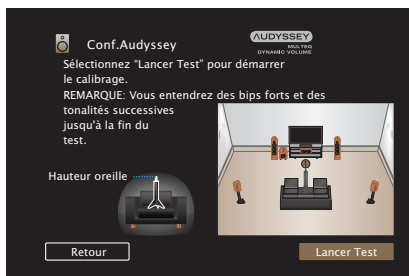 Conf.Audyssey
AUDYSSEY
MULTEQ
DYNAMIC VOLUME
Sélectionnez “Lancer Test” pour démarrer
le calibrage.
REMARQUE: Vous entendrez des bips forts et des
tonalités successives
jusqu'à la fin du
test.
Hauteur oreille
Retour
Lancer Test